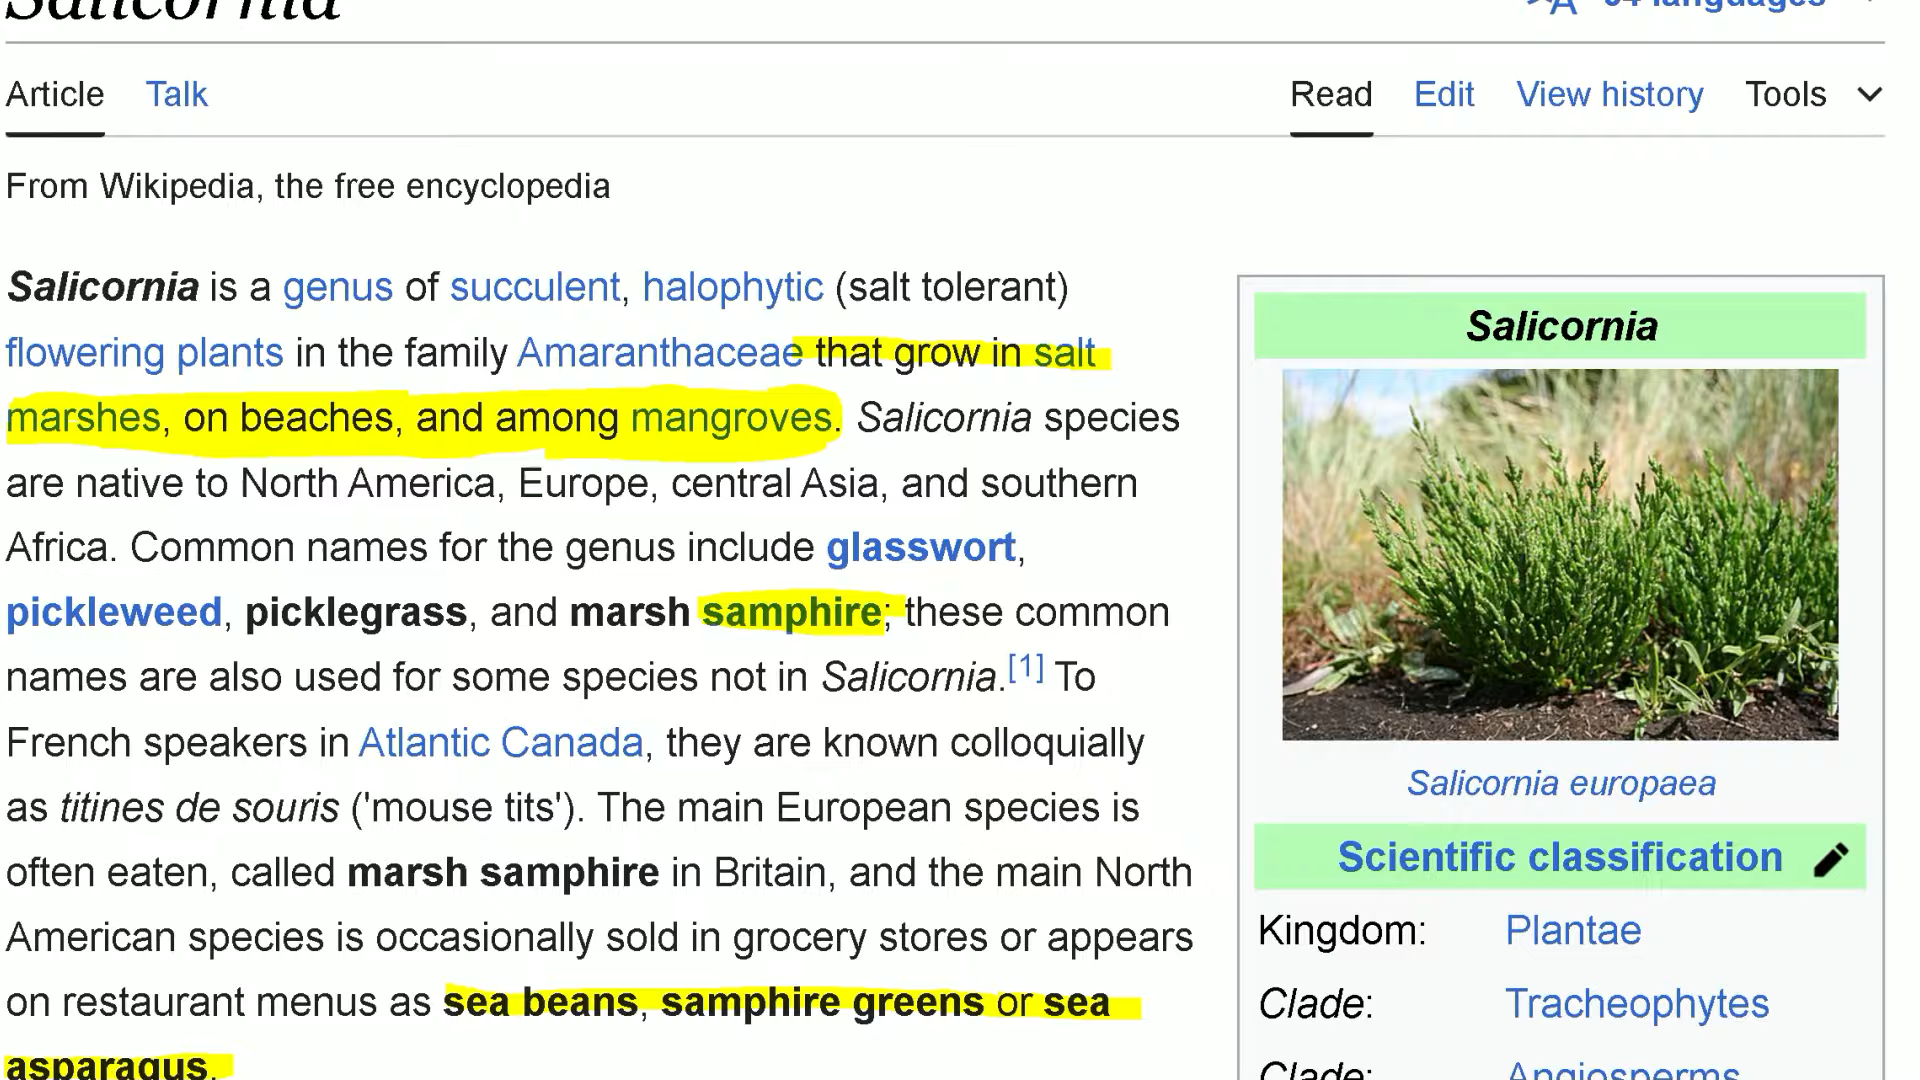 Salicornia
54 languages
Article Talk Read Edit View history Tools
From Wikipedia, the free encyclopedia
Salicornia is a genus of succulent, halophytic (salt tolerant)
flowering plants in the family Amaranthaceae that grow in salt
marshes, on beaches, and among mangroves. Salicornia species
are native to North America, Europe, central Asia, and southern
Africa. Common names for the genus include glasswort,
pickleweed, picklegrass, and marsh samphire; these common
names are also used for some species not in Salicornia.[1] To
French speakers in Atlantic Canada, they are known colloquially
as titines de souris ('mouse tits'). The main European species is
often eaten, called marsh samphire in Britain, and the main North
American species is occasionally sold in grocery stores or appears
on restaurant menus as sea beans, samphire greens or sea
asparagus.
Salicornia
Salicornia europaea
Scientific classification
Kingdom: Plantae
Clade: Tracheophytes
Clade: Angiosperms